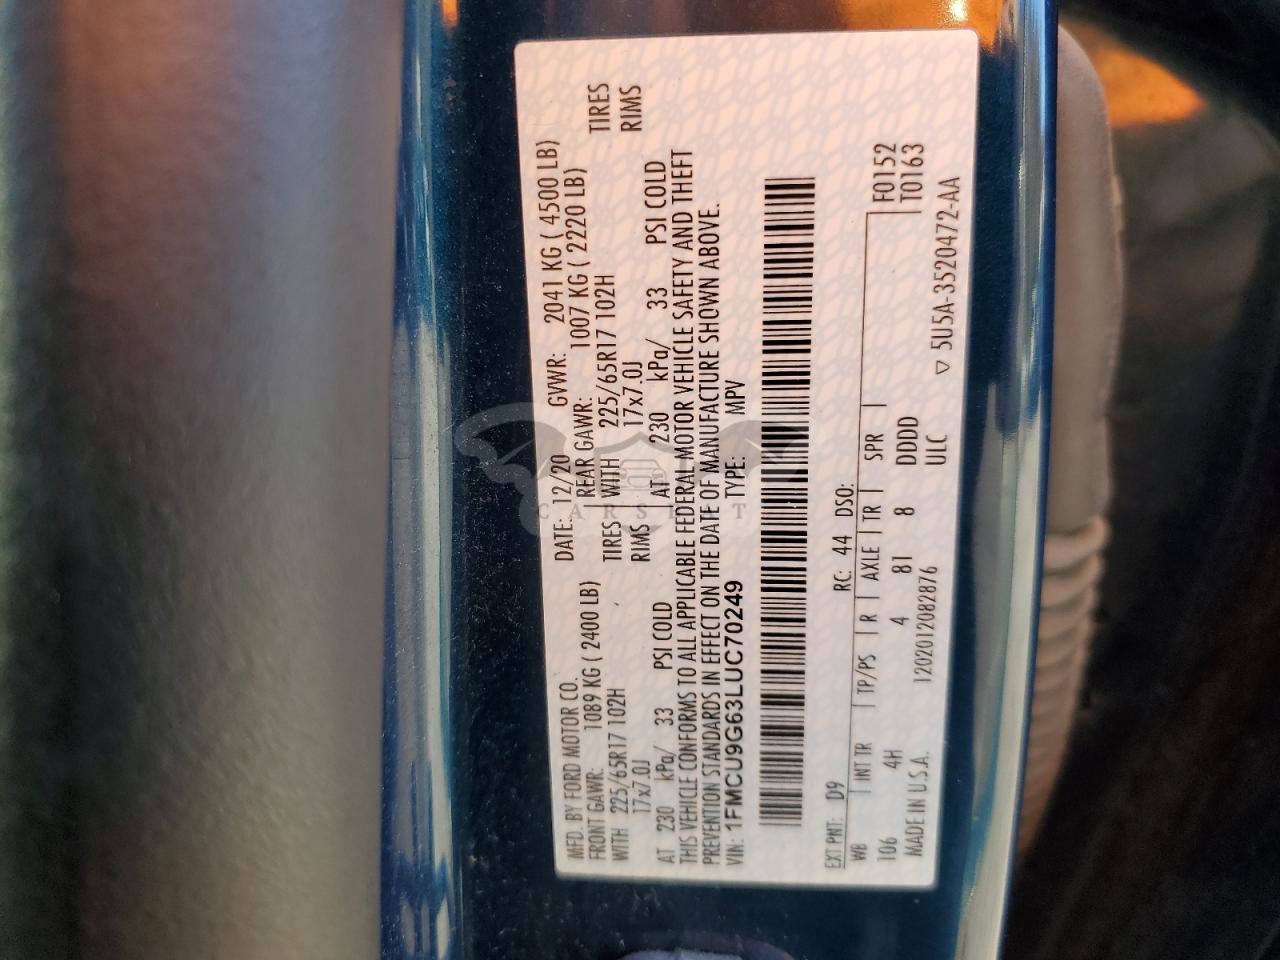 MFD. BY FORD MOTOR CO. DATE: 12/20 GVWR: 2041 KG ( 4500 LB)
FRONT GAWR: 1089 KG ( 2400 LB) REAR GAWR: 1007 KG ( 2220 LB)
WITH 225/65R17 102H TIRES WITH 225/65R17 102H TIRES
17x7.0J RIMS 17x7.0J RIMS
AT 230 kPa/ 33 PSI COLD AT 230 kPa/ 33 PSI COLD
THIS VEHICLE CONFORMS TO ALL APPLICABLE FEDERAL MOTOR VEHICLE SAFETY AND THEFT
PREVENTION STANDARDS IN EFFECT ON THE DATE OF MANUFACTURE SHOWN ABOVE.
VIN: 1FMCU9G63LUC70249 TYPE: MPV
EXT PNT: D9 RC: 44 DSO:
WB INT TR TP/PS R AXLE TR SPR F0152
106 4H 4 81 8 DDDD T0163
MADE IN U.S.A. 1202012082876 ULC
▽ 5U5A-3520472-AA